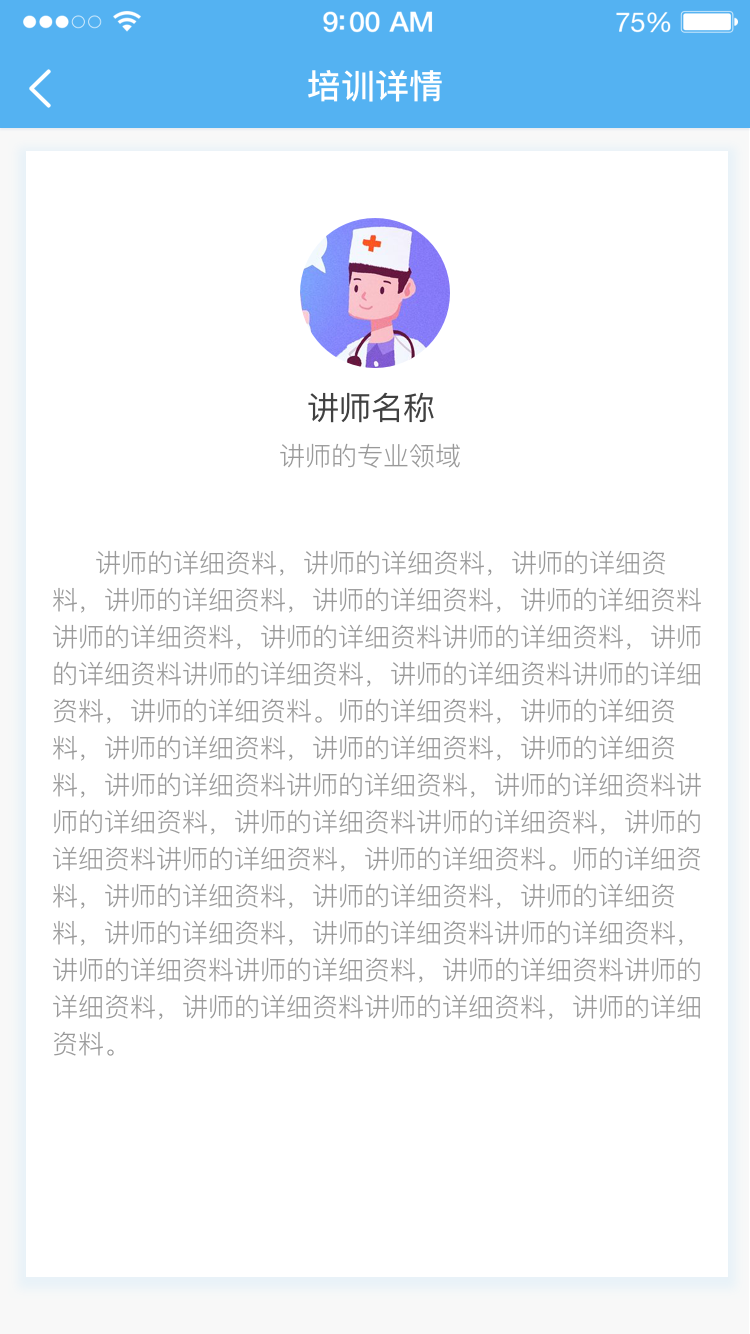 9:00 AM
75%
培训详情
讲师名称
讲师的专业领域
讲师的详细资料，讲师的详细资料，讲师的详细资
料，讲师的详细资料，讲师的详细资料，讲师的详细资料
讲师的详细资料，讲师的详细资料讲师的详细资料，讲师
的详细资料讲师的详细资料，讲师的详细资料讲师的详细
资料，讲师的详细资料。师的详细资料，讲师的详细资
料，讲师的详细资料，讲师的详细资料，讲师的详细资
料，讲师的详细资料讲师的详细资料，讲师的详细资料讲
师的详细资料，讲师的详细资料讲师的详细资料，讲师的
详细资料讲师的详细资料，讲师的详细资料。师的详细资
料，讲师的详细资料，讲师的详细资料，讲师的详细资
料，讲师的详细资料，讲师的详细资料讲师的详细资料，
讲师的详细资料讲师的详细资料，讲师的详细资料讲师的
详细资料，讲师的详细资料讲师的详细资料，讲师的详细
资料。